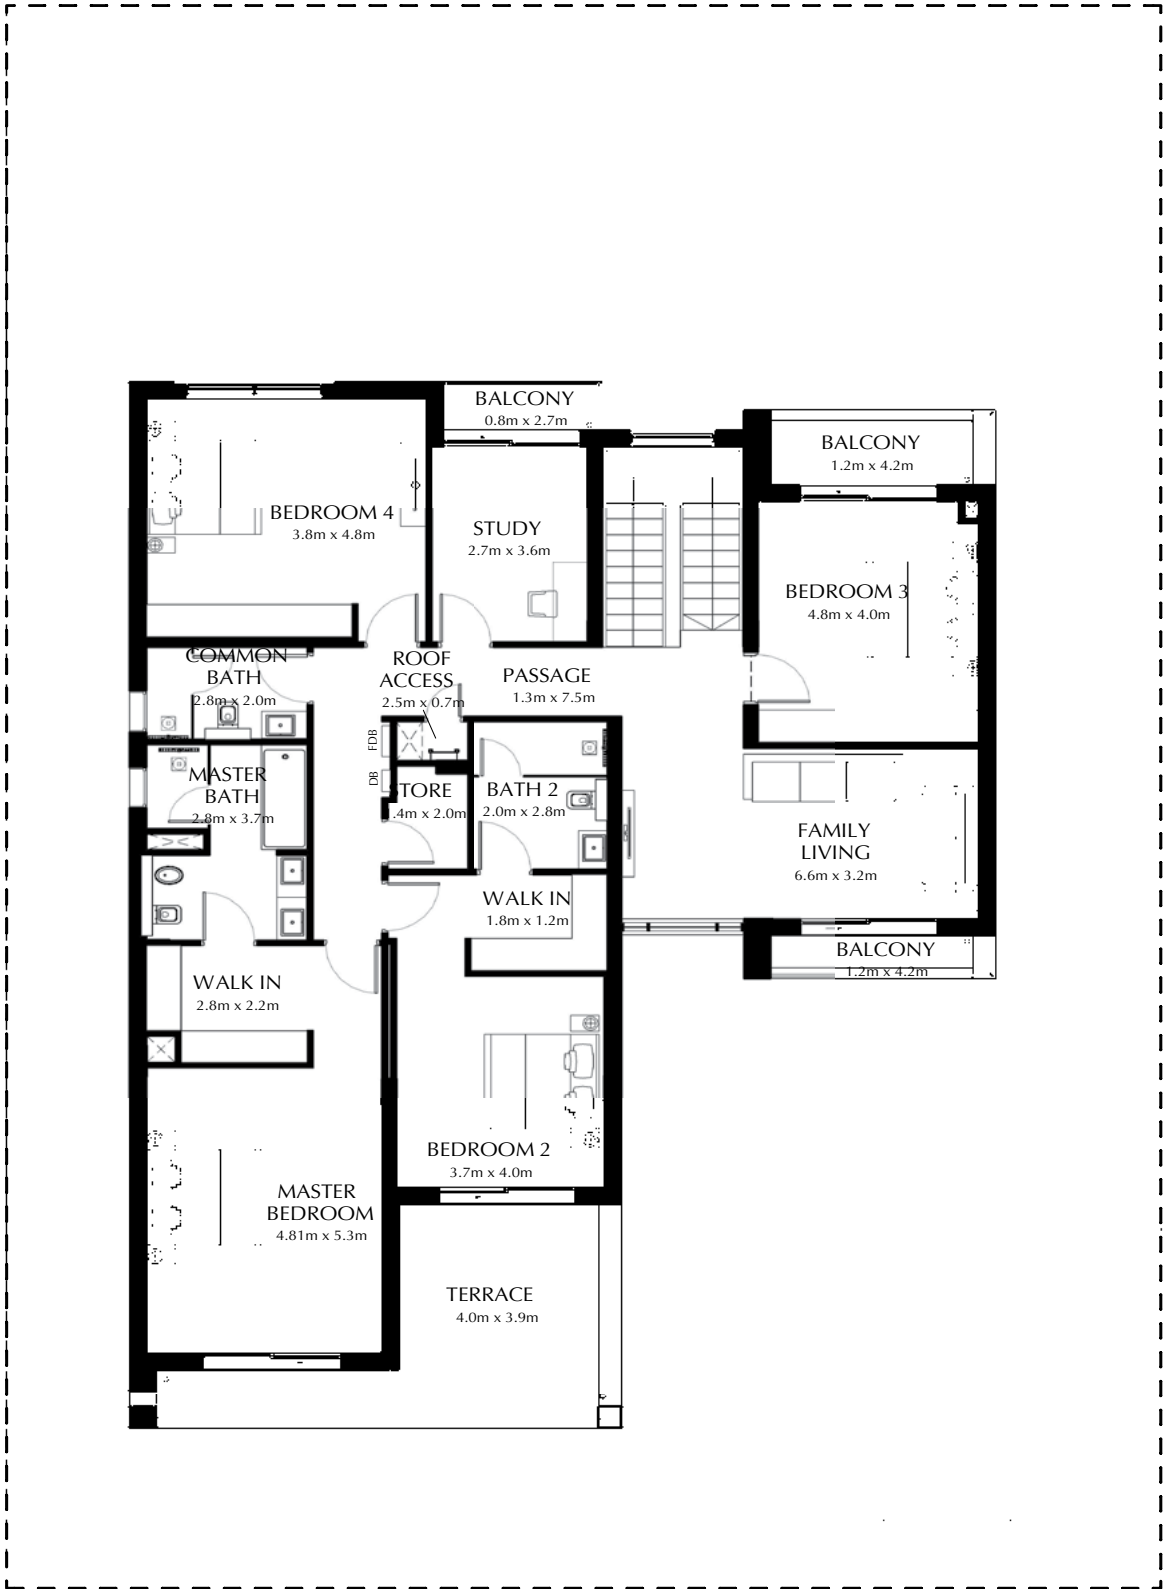 BALCONY
0.8m x 2.7m
BALCONY
1.2m x 4.2m
BEDROOM 4
3.8m x 4.8m
STUDY
2.7m x 3.6m
BEDROOM 3
4.8m x 4.0m
COMMON
BATH
2.8m x 2.0m
ROOF
ACCESS
2.5m x 0.7m
PASSAGE
1.3m x 7.5m
FDB
DB
MASTER
BATH
2.8m x 3.7m
TORE
.4m x 2.0m
BATH 2
2.0m x 2.8m
FAMILY
LIVING
6.6m x 3.2m
WALK IN
1.8m x 1.2m
BALCONY
1.2m x 4.2m
WALK IN
2.8m x 2.2m
BEDROOM 2
3.7m x 4.0m
MASTER
BEDROOM
4.81m x 5.3m
TERRACE
4.0m x 3.9m